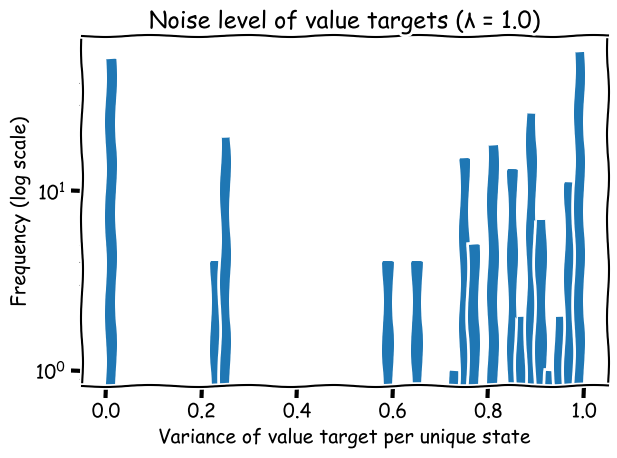 Noise level of value targets (λ = 1.0)
Frequency (log scale)
10¹
10⁰
0.0 0.2 0.4 0.6 0.8 1.0
Variance of value target per unique state